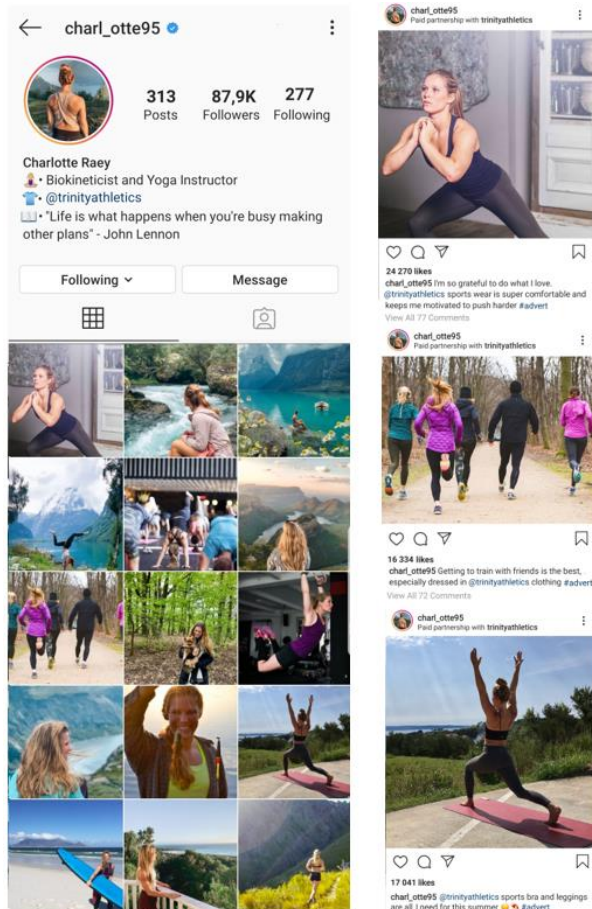 charl_otte95
313
87,9K
277
Posts
Followers
Following
Charlotte Raey
• Biokineticist and Yoga Instructor
• @trinityathletics
• "Life is what happens when you're busy making
other plans" - John Lennon
Following
Message
charl_otte95
Paid partnership with trinityathletics
24 270 likes
charl_otte95 I'm so grateful to do what I love.
@trinityathletics sports wear is super comfortable and
keeps me motivated to push harder #advert
View All 77 Comments
charl_otte95
Paid partnership with trinityathletics
16 334 likes
charl_otte95 Getting to train with friends is the best,
especially dressed in @trinityathletics clothing #advert
View All 72 Comments
charl_otte95
Paid partnership with trinityathletics
17 041 likes
charl_otte95 @trinityathletics sports bra and leggings
are all I need for this summer #advert